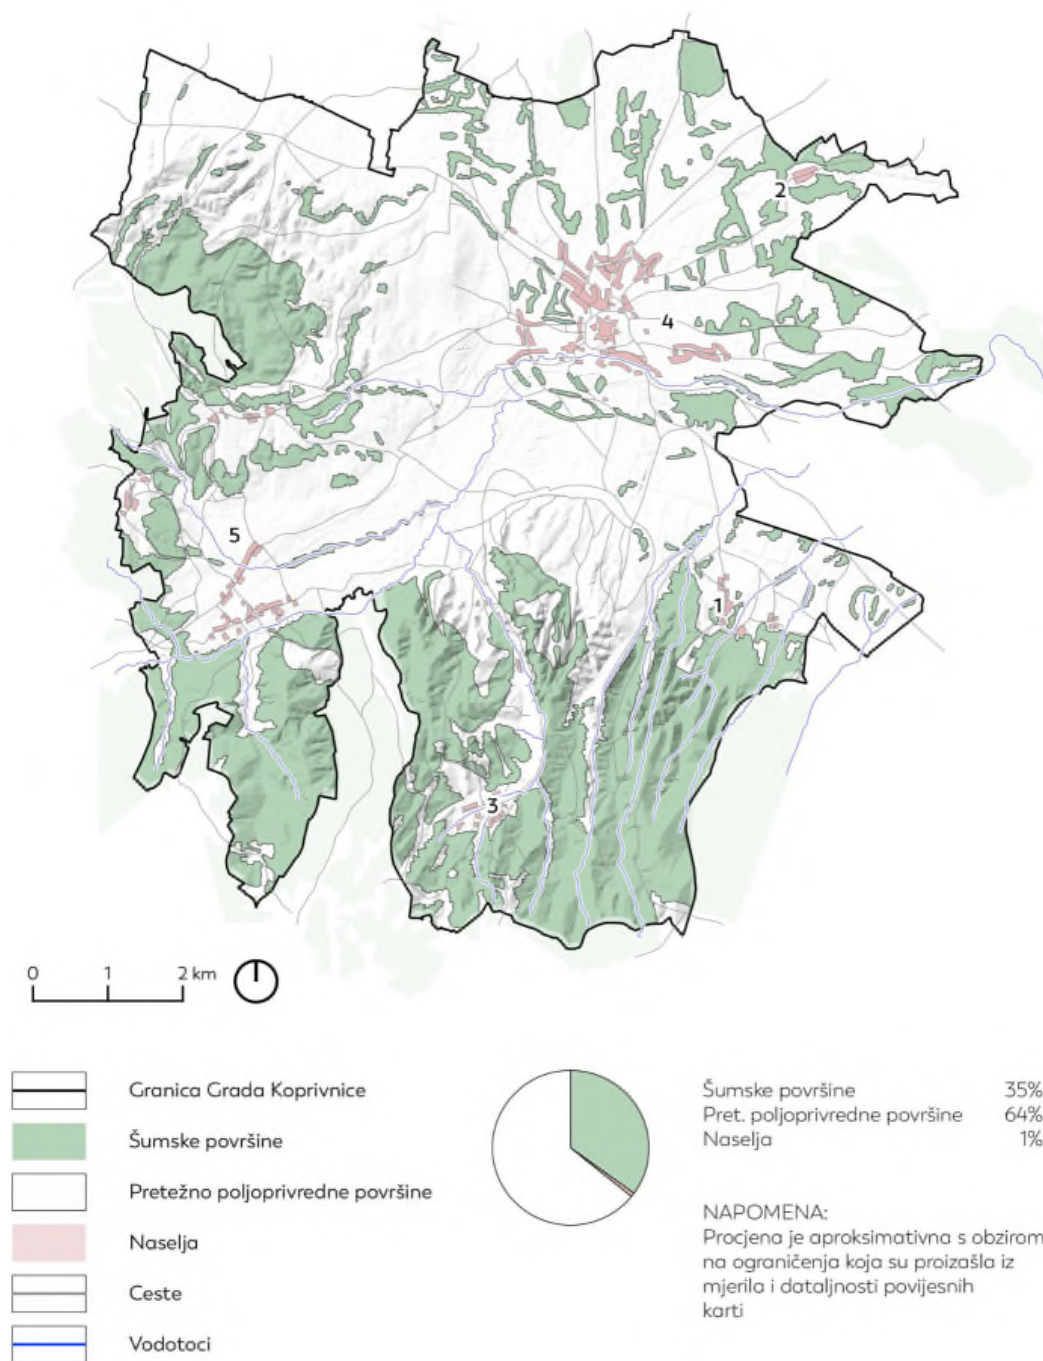 2
4
5
1
3
0 1 2 km
Granica Grada Koprivnice
Šumske površine
Pretežno poljoprivredne površine
Naselja
Ceste
Vodotoci
Šumske površine 35%
Pret. poljoprivredne površine 64%
Naselja 1%
NAPOMENA:
Procjena je aproksimativna s obzirom
na ograničenja koja su proizašla iz
mjerila i dataljnosti povijesnih
karti